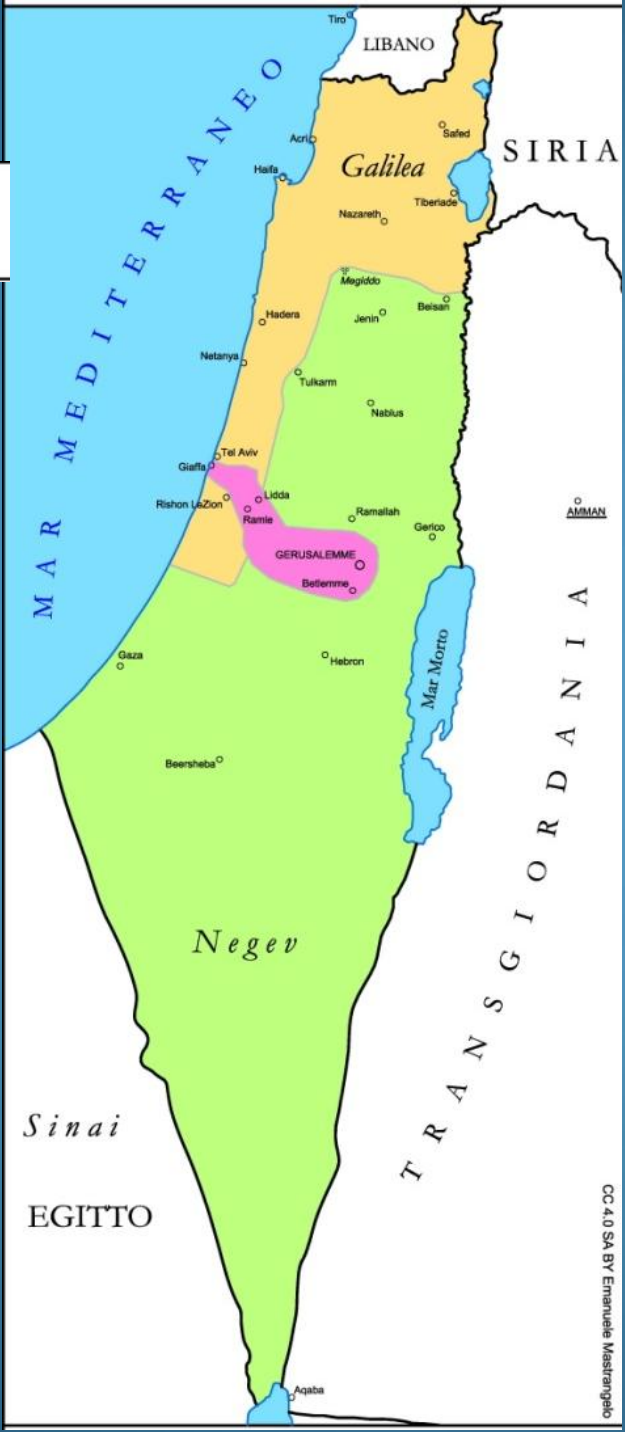 Tiro
LIBANO
MAR MEDITERRANEO
Safed
Acri
SIRIA
Galilea
Haifa
Tiberiade
Nazareth
Megiddo
Beisan
Jenin
Hadera
Netanya
Tulkarm
Nablus
Tel Aviv
Giaffa
Lidda
Rishon LeZion
Ramle
Ramallah
AMMAN
Gerico
GERUSALEMME
Betlemme
Gaza
Hebron
Mar Morto
TRANSGIORDANIA
Beersheba
Negev
Sinai
EGITTO
CC 4.0 SA BY Emanuele Mastrangelo
Aqaba